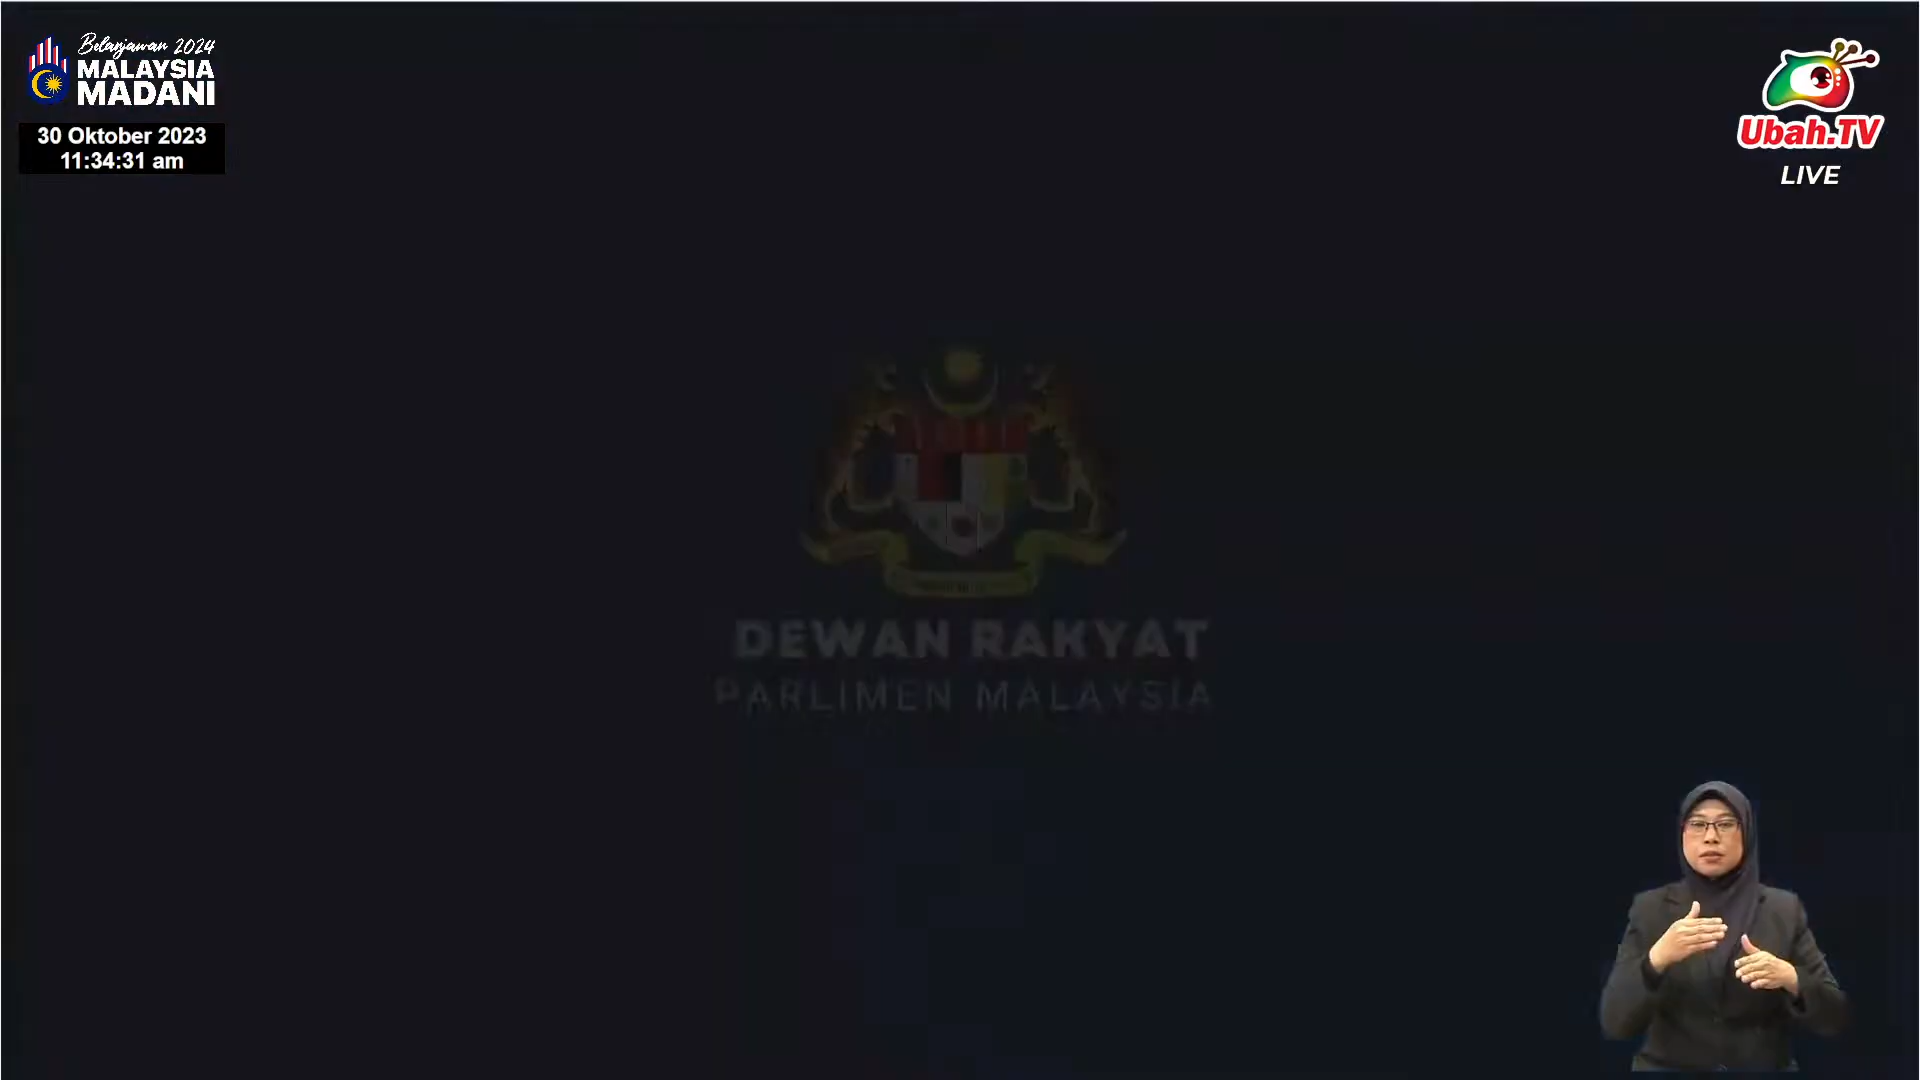 Belanjawan 2024
MALAYSIA
MADANI
30 Oktober 2023
11:34:31 am
Ubah.TV
LIVE
DEWAN RAKYAT
PARLIMEN MALAYSIA